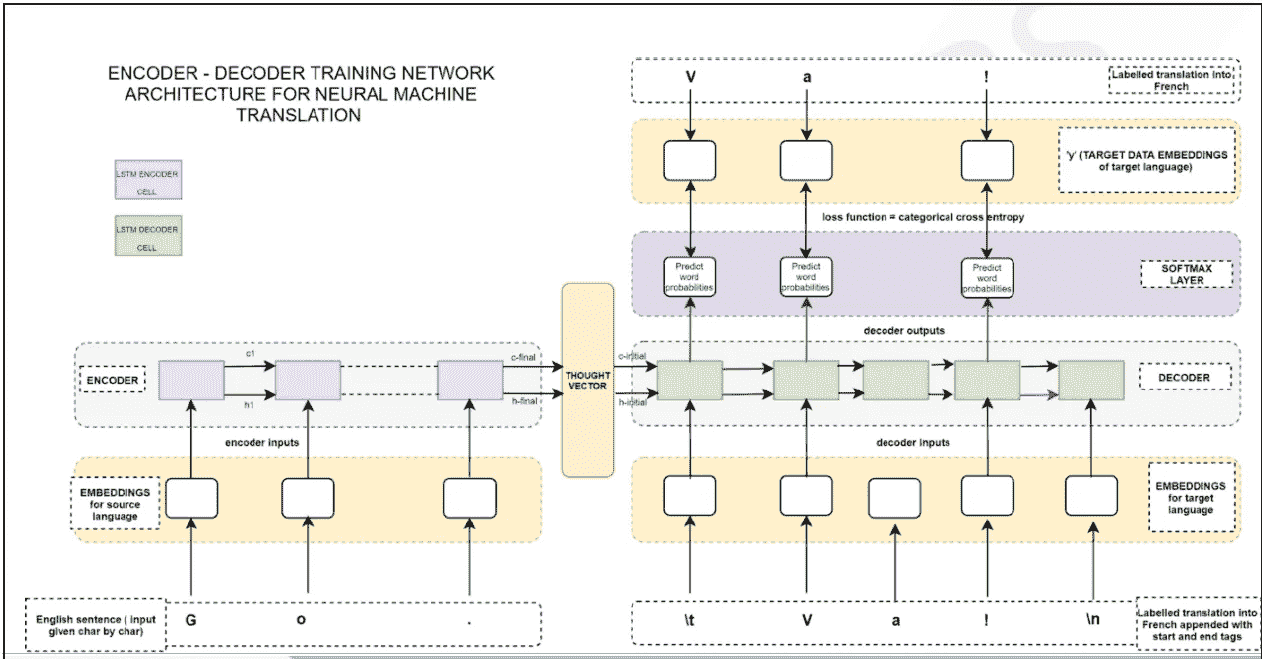 ENCODER - DECODER TRAINING NETWORK
ARCHITECTURE FOR NEURAL MACHINE
TRANSLATION
LSTM ENCODER
CELL
LSTM DECODER
CELL
V a !
Labelled translation into
French
'y' (TARGET DATA EMBEDDINGS
of target language)
loss function = categorical cross entropy
Predict
word
probabilities
Predict
word
probabilities
Predict
word
probabilities
SOFTMAX
LAYER
decoder outputs
ENCODER
c1
h1
c-final
h-final
THOUGHT
VECTOR
c-initial
h-initial
DECODER
encoder inputs
decoder inputs
EMBEDDINGS
for source
language
EMBEDDINGS
for target
language
English sentence ( input
given char by char)
G o .
\t V a ! \n
Labelled translation into
French appended with
start and end tags